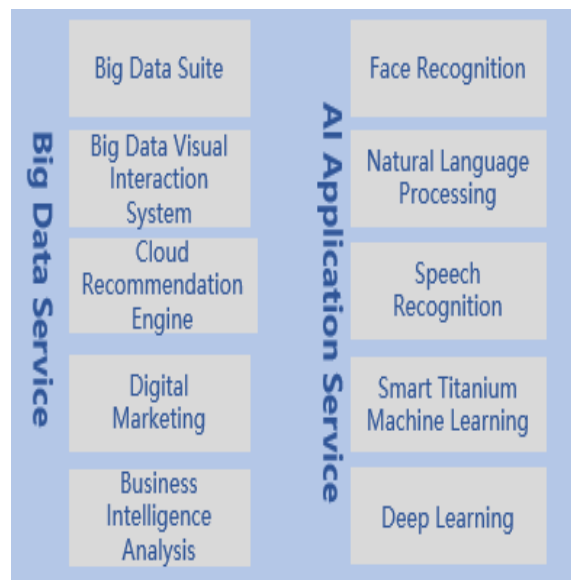 Big Data Service
Big Data Suite
Big Data Visual
Interaction
System
Cloud
Recommendation
Engine
Digital
Marketing
Business
Intelligence
Analysis
AI Application Service
Face Recognition
Natural Language
Processing
Speech
Recognition
Smart Titanium
Machine Learning
Deep Learning